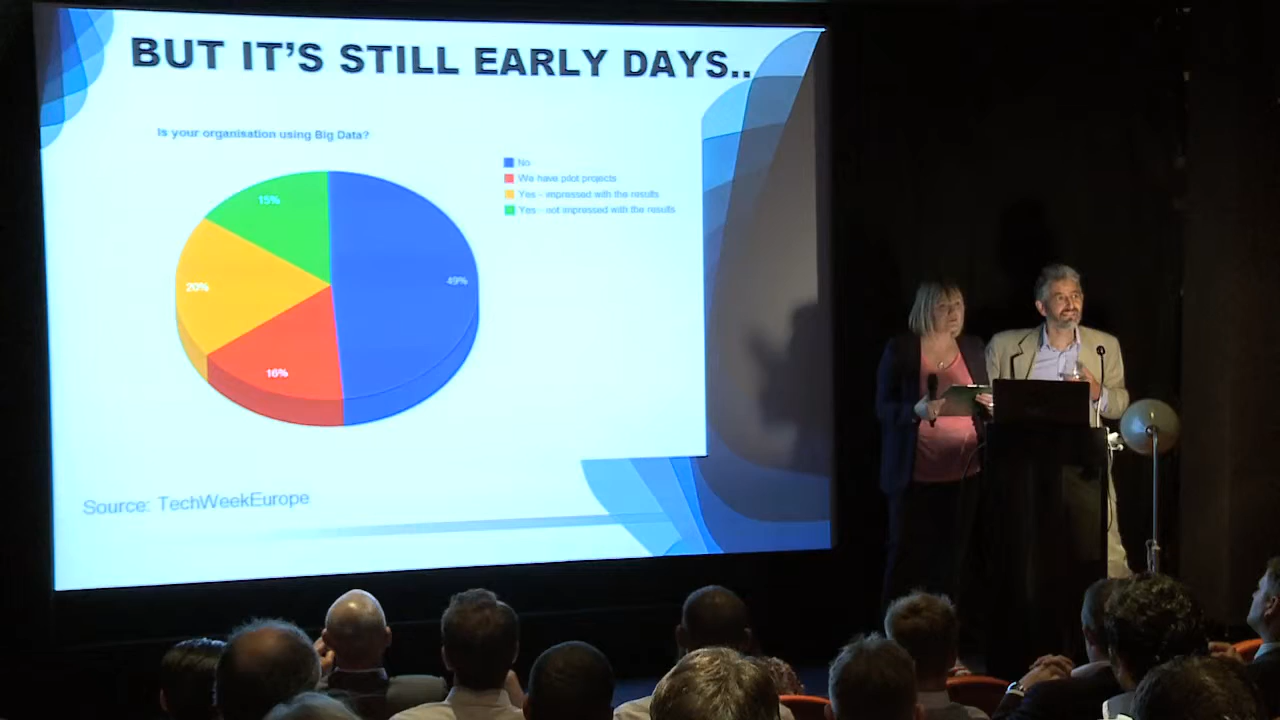 BUT IT'S STILL EARLY DAYS..
Is your organisation using Big Data?
No
We have pilot projects
Yes - impressed with the results
Yes - not impressed with the results
15%
49%
20%
16%
Source: TechWeekEurope